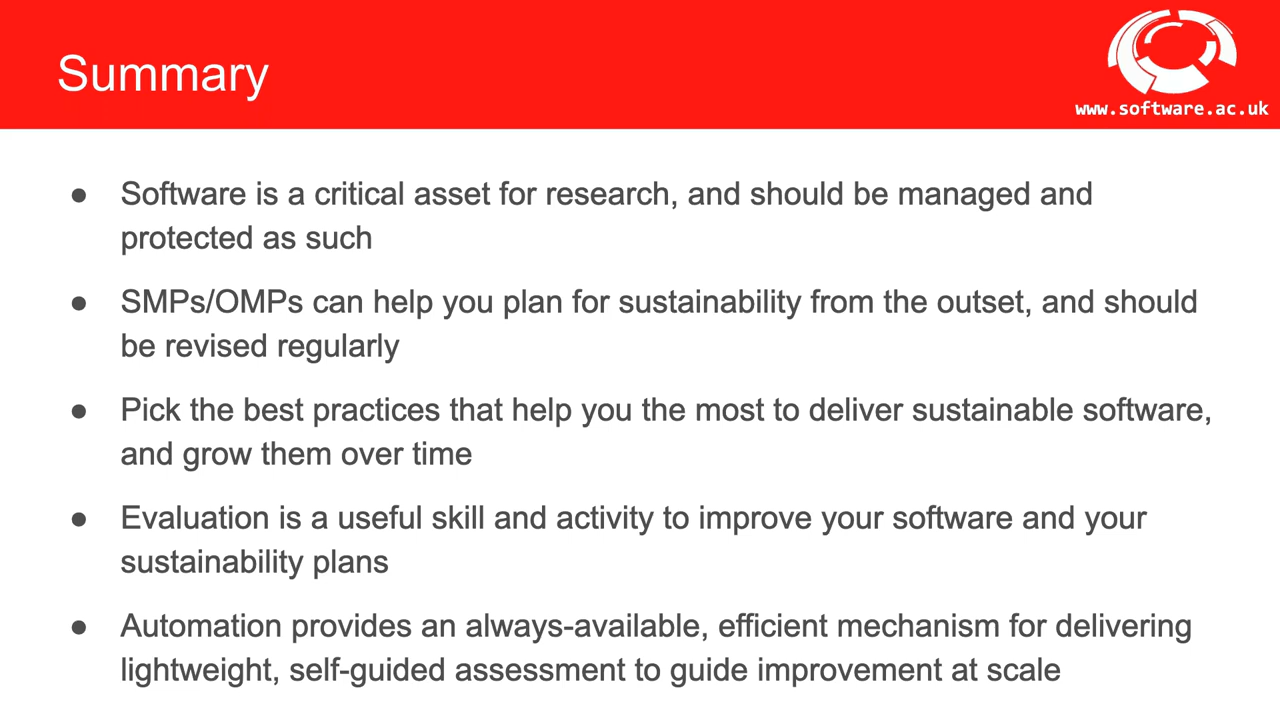 Summary
www.software.ac.uk
● Software is a critical asset for research, and should be managed and
protected as such
● SMPs/OMPs can help you plan for sustainability from the outset, and should
be revised regularly
● Pick the best practices that help you the most to deliver sustainable software,
and grow them over time
● Evaluation is a useful skill and activity to improve your software and your
sustainability plans
● Automation provides an always-available, efficient mechanism for delivering
lightweight, self-guided assessment to guide improvement at scale